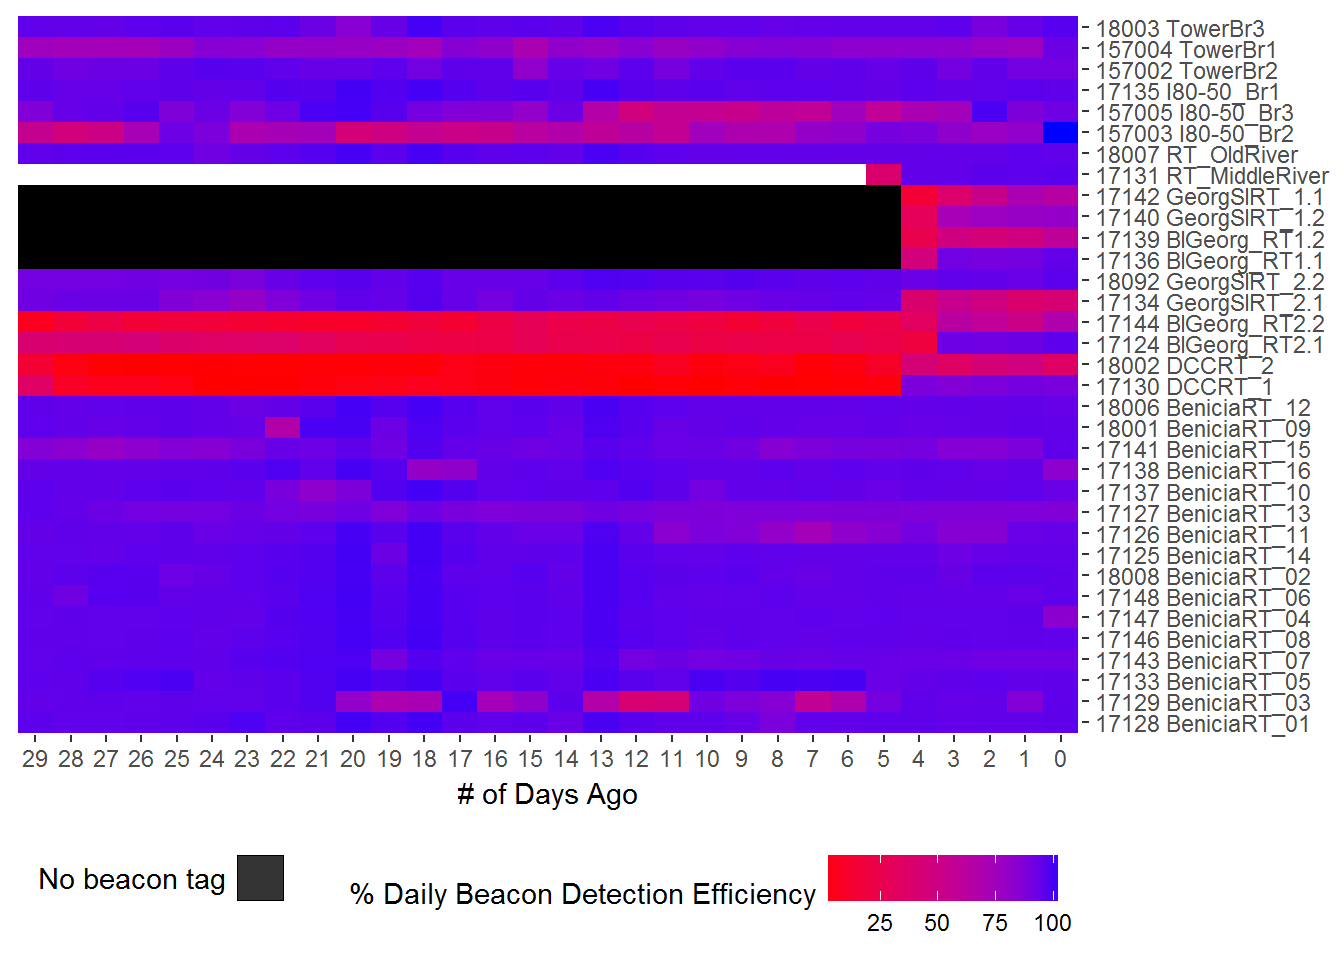 18003 TowerBr3
157004 TowerBr1
157002 TowerBr2
17135 I80-50_Br1
157005 I80-50_Br3
157003 I80-50_Br2
18007 RT_OldRiver
17131 RT_MiddleRiver
17142 GeorgSlRT_1.1
17140 GeorgSlRT_1.2
17139 BlGeorg_RT1.2
17136 BlGeorg_RT1.1
18092 GeorgSlRT_2.2
17134 GeorgSlRT_2.1
17144 BlGeorg_RT2.2
17124 BlGeorg_RT2.1
18002 DCCRT_2
17130 DCCRT_1
18006 BeniciaRT_12
18001 BeniciaRT_09
17141 BeniciaRT_15
17138 BeniciaRT_16
17137 BeniciaRT_10
17127 BeniciaRT_13
17126 BeniciaRT_11
17125 BeniciaRT_14
18008 BeniciaRT_02
17148 BeniciaRT_06
17147 BeniciaRT_04
17146 BeniciaRT_08
17143 BeniciaRT_07
17133 BeniciaRT_05
17129 BeniciaRT_03
17128 BeniciaRT_01
29 28 27 26 25 24 23 22 21 20 19 18 17 16 15 14 13 12 11 10 9 8 7 6 5 4 3 2 1 0
# of Days Ago
No beacon tag
% Daily Beacon Detection Efficiency
25 50 75 100